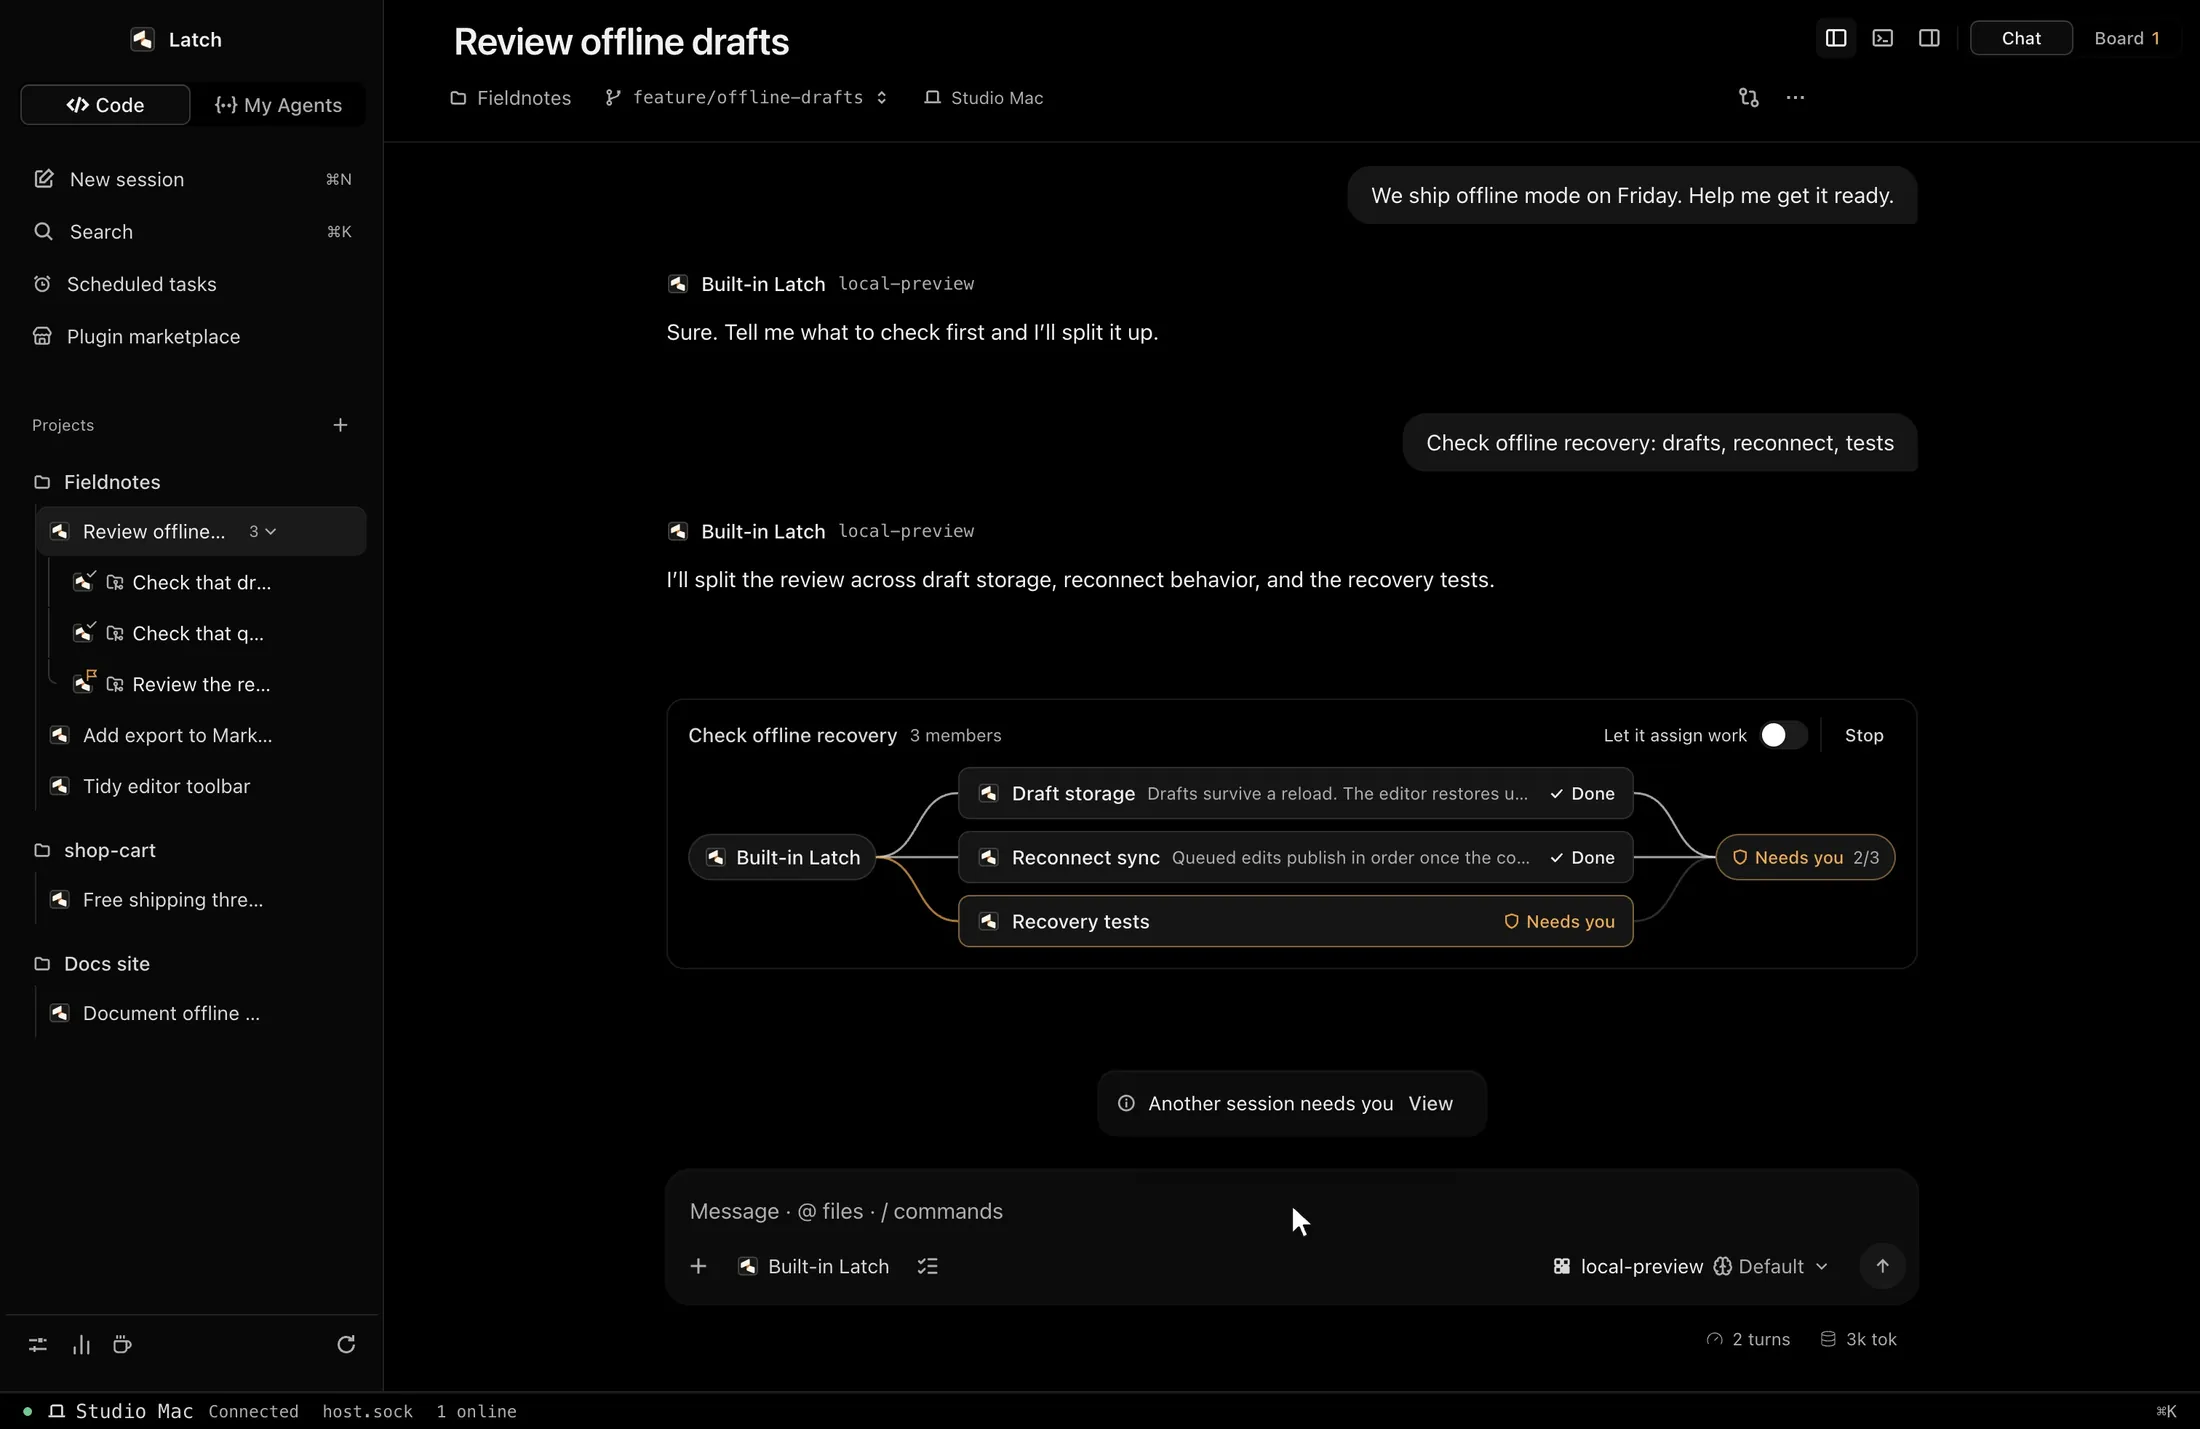 Latch
Code
My Agents
New session ⌘N
Search ⌘K
Scheduled tasks
Plugin marketplace
Projects
Fieldnotes
Review offline... 3
Check that dr...
Check that q...
Review the re...
Add export to Mark...
Tidy editor toolbar
shop-cart
Free shipping thre...
Docs site
Document offline ...
Review offline drafts
Chat
Board 1
Fieldnotes
feature/offline-drafts
Studio Mac
We ship offline mode on Friday. Help me get it ready.
Built-in Latch local-preview
Sure. Tell me what to check first and I’ll split it up.
Check offline recovery: drafts, reconnect, tests
Built-in Latch local-preview
I’ll split the review across draft storage, reconnect behavior, and the recovery tests.
Check offline recovery 3 members
Let it assign work
Stop
Draft storage Drafts survive a reload. The editor restores u... Done
Built-in Latch
Reconnect sync Queued edits publish in order once the co... Done
Needs you 2/3
Recovery tests Needs you
Another session needs you View
Message · @ files · / commands
Built-in Latch
local-preview Default
2 turns 3k tok
Studio Mac Connected host.sock 1 online
⌘K